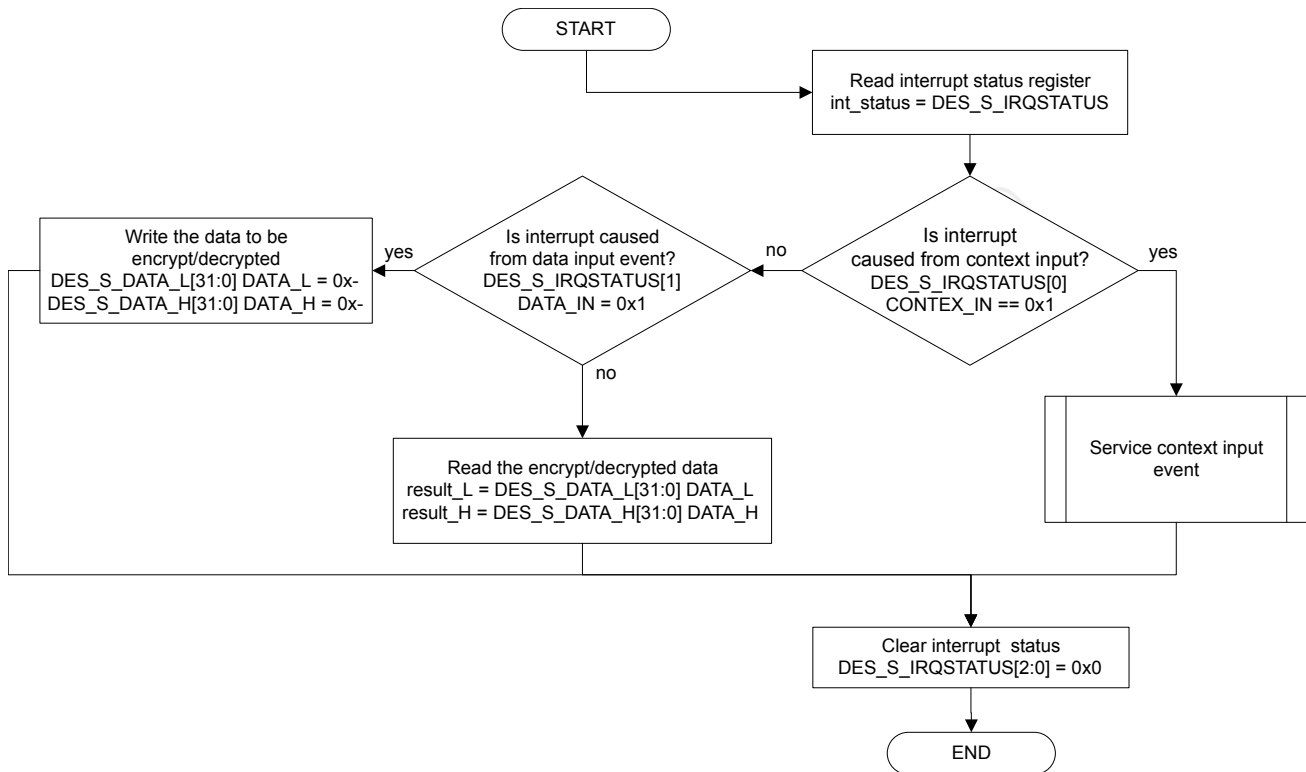 START
Read interrupt status register
int_status = DES_S_IRQSTATUS
Is interrupt
caused from context input?
DES_S_IRQSTATUS[0]
CONTEX_IN == 0x1
yes
no
Is interrupt caused
from data input event?
DES_S_IRQSTATUS[1]
DATA_IN = 0x1
yes
no
Write the data to be
encrypt/decrypted
DES_S_DATA_L[31:0] DATA_L = 0x-
DES_S_DATA_H[31:0] DATA_H = 0x-
Read the encrypt/decrypted data
result_L = DES_S_DATA_L[31:0] DATA_L
result_H = DES_S_DATA_H[31:0] DATA_H
Service context input
event
Clear interrupt status
DES_S_IRQSTATUS[2:0] = 0x0
END